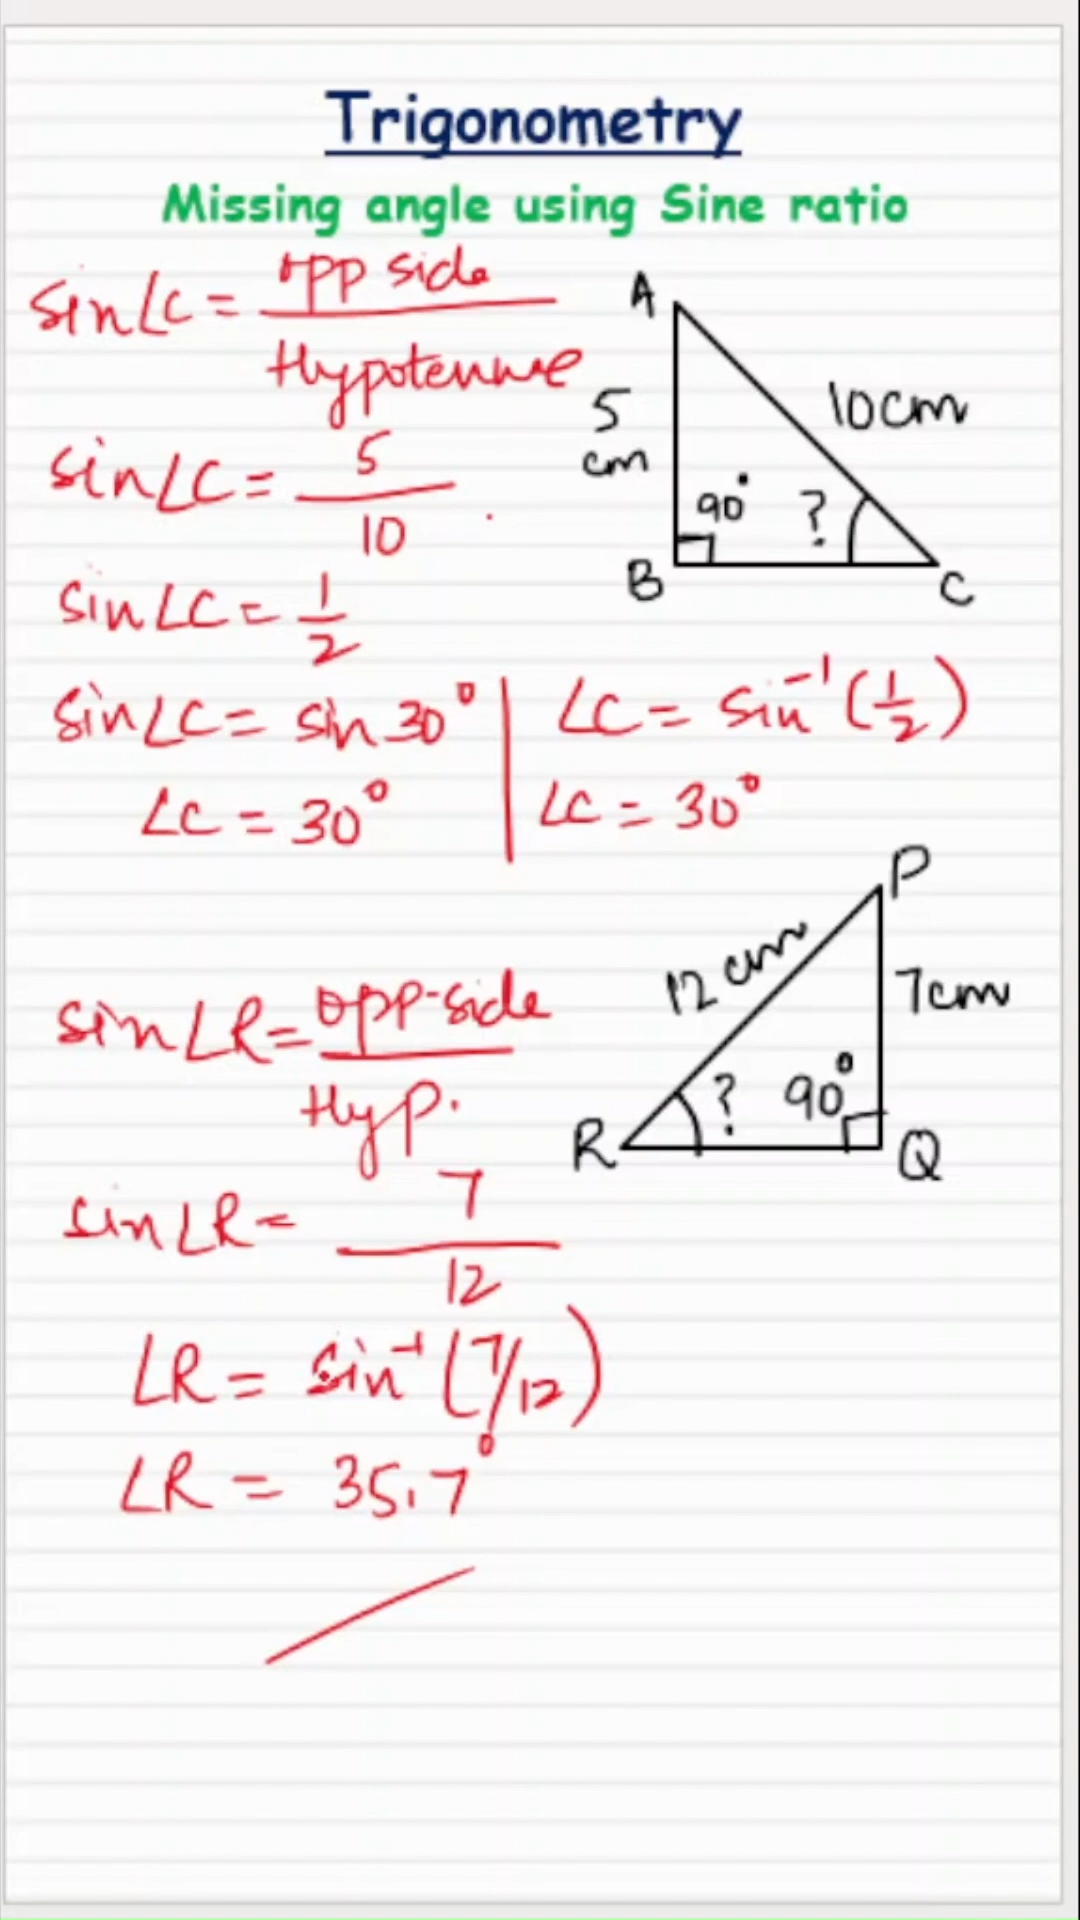 Trigonometry
Missing angle using Sine ratio
sin∠C = opp side / Hypotenuse
A
5 cm
10cm
90°
?
B
C
sin∠C = 5/10
sin∠C = 1/2
sin∠C = sin 30° | ∠C = sin⁻¹(1/2)
∠C = 30° | ∠C = 30°
P
12 cm
7cm
90°
?
R
Q
sin∠R = opp-side / Hyp.
sin∠R = 7/12
∠R = sin⁻¹(7/12)
∠R = 35.7°